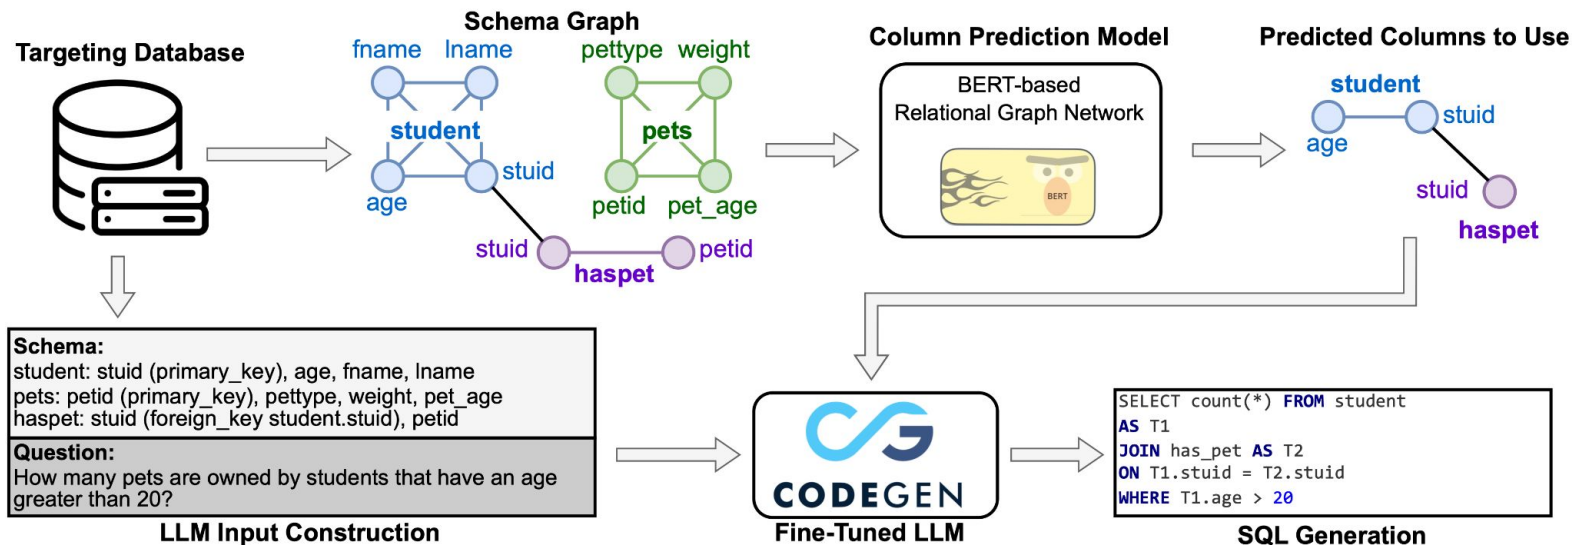 Targeting Database
Schema Graph
fname lname
student
age
stuid
pettype weight
pets
petid pet_age
stuid
haspet
petid
Column Prediction Model
BERT-based
Relational Graph Network
BERT
Predicted Columns to Use
student
age
stuid
stuid
haspet
Schema:
student: stuid (primary_key), age, fname, lname
pets: petid (primary_key), pettype, weight, pet_age
haspet: stuid (foreign_key student.stuid), petid
Question:
How many pets are owned by students that have an age
greater than 20?
LLM Input Construction
CODEGEN
Fine-Tuned LLM
SELECT count(*) FROM student
AS T1
JOIN has_pet AS T2
ON T1.stuid = T2.stuid
WHERE T1.age > 20
SQL Generation